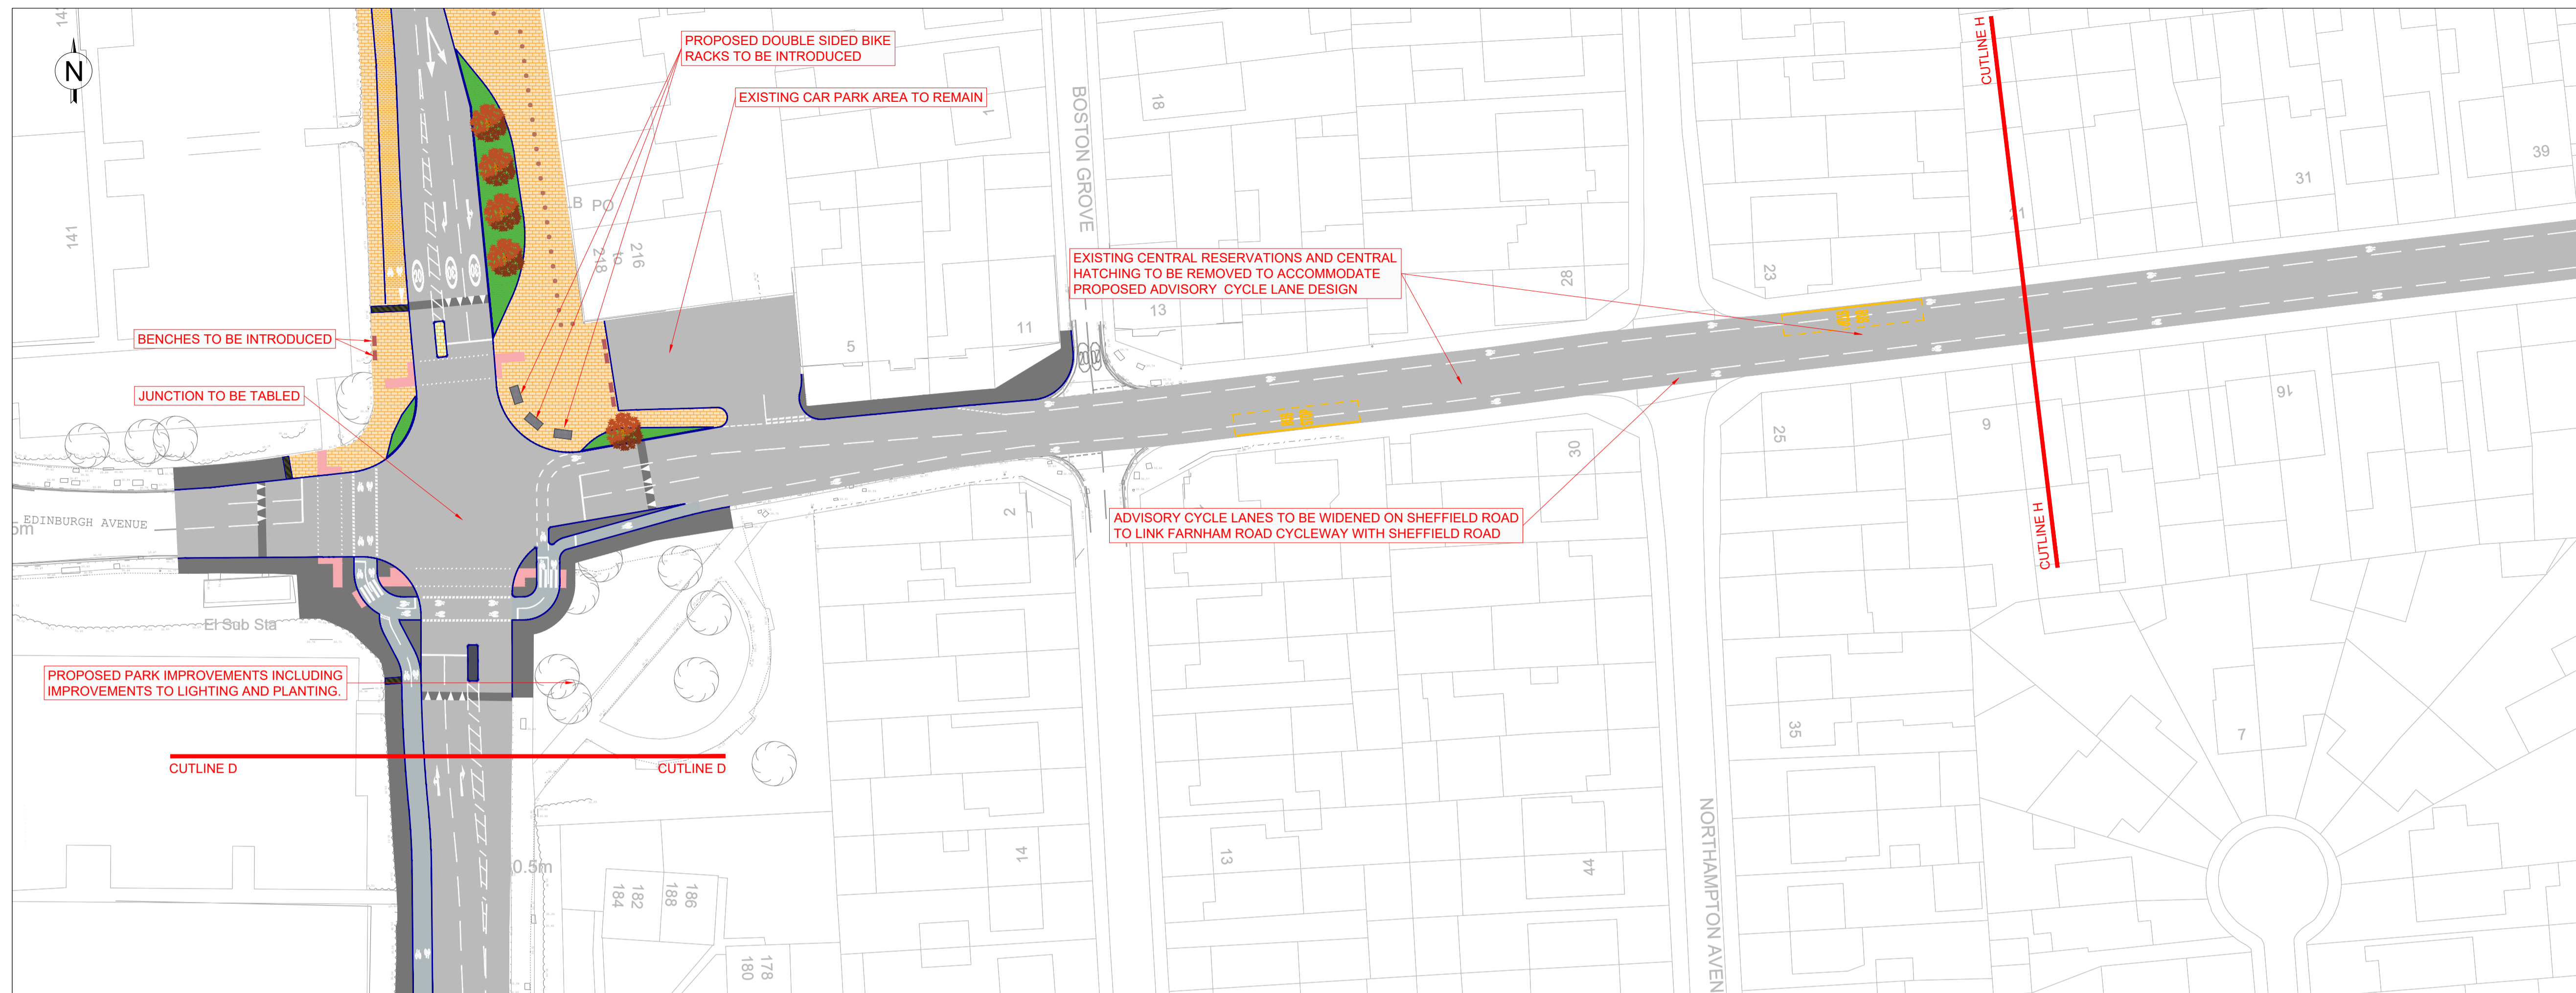 141
N
PROPOSED DOUBLE SIDED BIKE
RACKS TO BE INTRODUCED
EXISTING CAR PARK AREA TO REMAIN
BOSTON GROVE
18
CUTLINE H
39
31
21
141
PO
216
to
218
EXISTING CENTRAL RESERVATIONS AND CENTRAL
HATCHING TO BE REMOVED TO ACCOMMODATE
PROPOSED ADVISORY CYCLE LANE DESIGN
28
23
13
11
5
BENCHES TO BE INTRODUCED
JUNCTION TO BE TABLED
16
9
25
30
2
EDINBURGH AVENUE
5m
ADVISORY CYCLE LANES TO BE WIDENED ON SHEFFIELD ROAD
TO LINK FARNHAM ROAD CYCLEWAY WITH SHEFFIELD ROAD
CUTLINE H
El Sub Sta
PROPOSED PARK IMPROVEMENTS INCLUDING
IMPROVEMENTS TO LIGHTING AND PLANTING.
35
7
CUTLINE D
CUTLINE D
NORTHAMPTON AVEN
0.5m
14
13
44
184
182
188
186
180
178